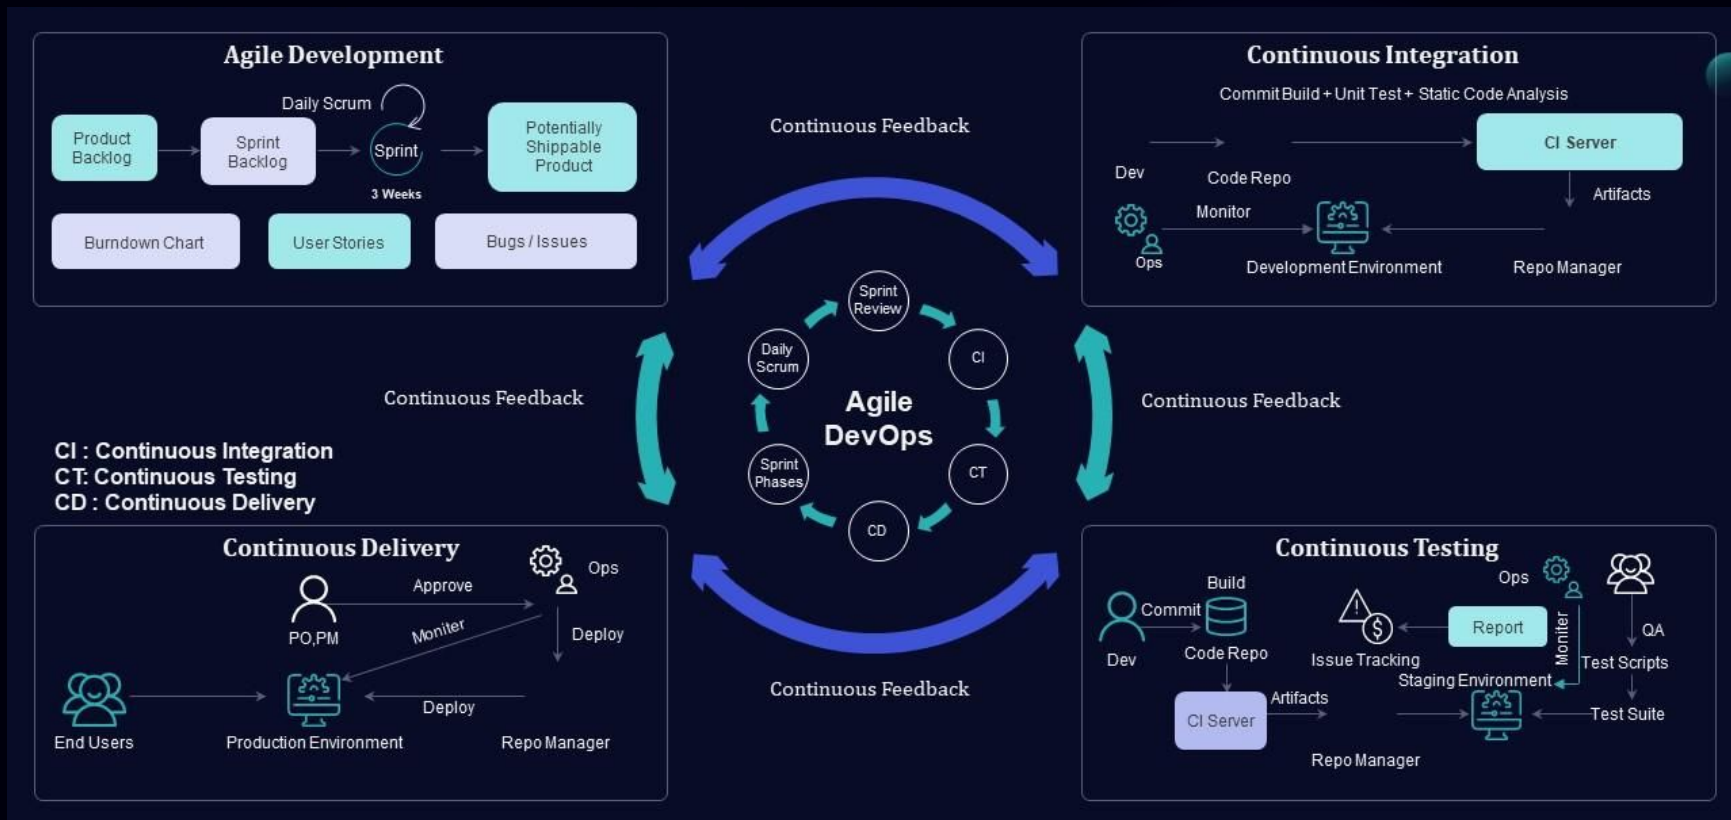 Agile Development
Daily Scrum
Product
Backlog
Sprint
Backlog
Sprint
3 Weeks
Potentially
Shippable
Product
Burndown Chart
User Stories
Bugs / Issues
Continuous Feedback
Continuous Integration
Commit Build + Unit Test + Static Code Analysis
Dev
Code Repo
CI Server
Artifacts
Monitor
Ops
Development Environment
Repo Manager
Continuous Feedback
Sprint
Review
CI
CT
CD
Sprint
Phases
Daily
Scrum
Agile
DevOps
Continuous Feedback
CI : Continuous Integration
CT: Continuous Testing
CD : Continuous Delivery
Continuous Delivery
Approve
Ops
PO,PM
Moniter
Deploy
Deploy
End Users
Production Environment
Repo Manager
Continuous Feedback
Continuous Testing
Ops
Build
Commit
Dev
Code Repo
Report
Issue Tracking
Moniter
QA
Test Scripts
Staging Environment
CI Server
Artifacts
Test Suite
Repo Manager